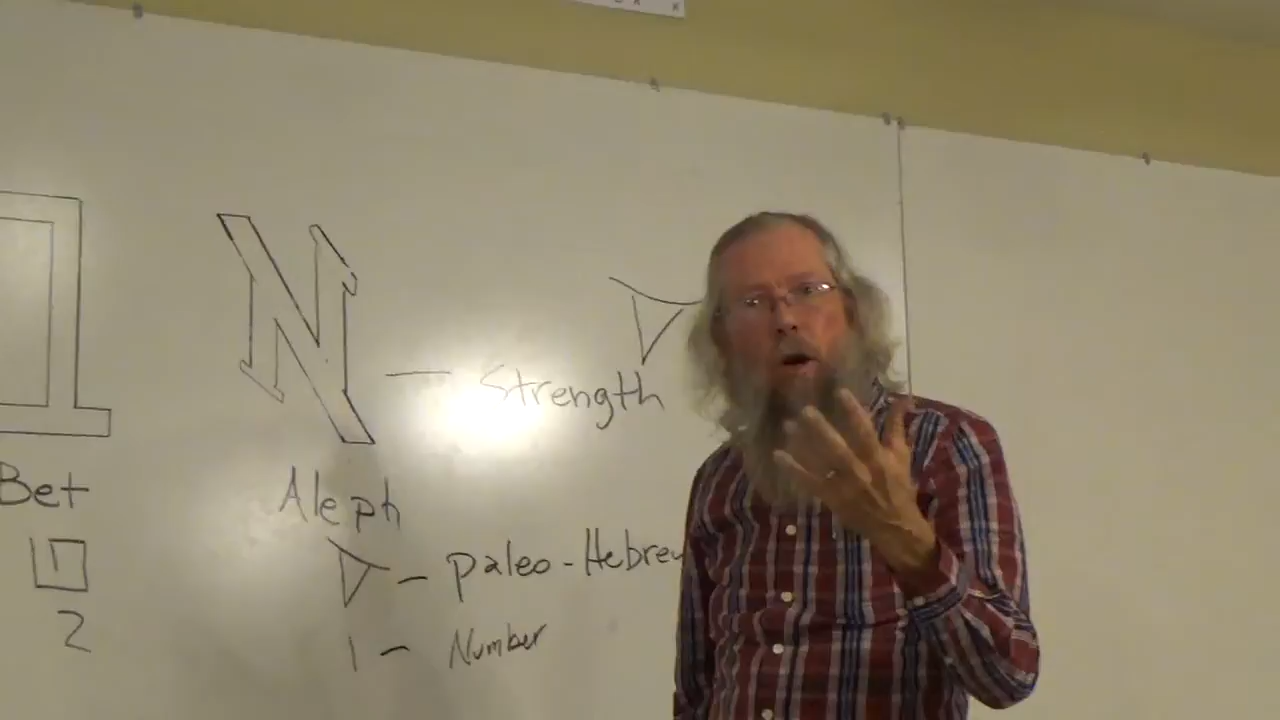 ב א — Strength
Bet Aleph
— Paleo-Hebrew
2 1 — Number